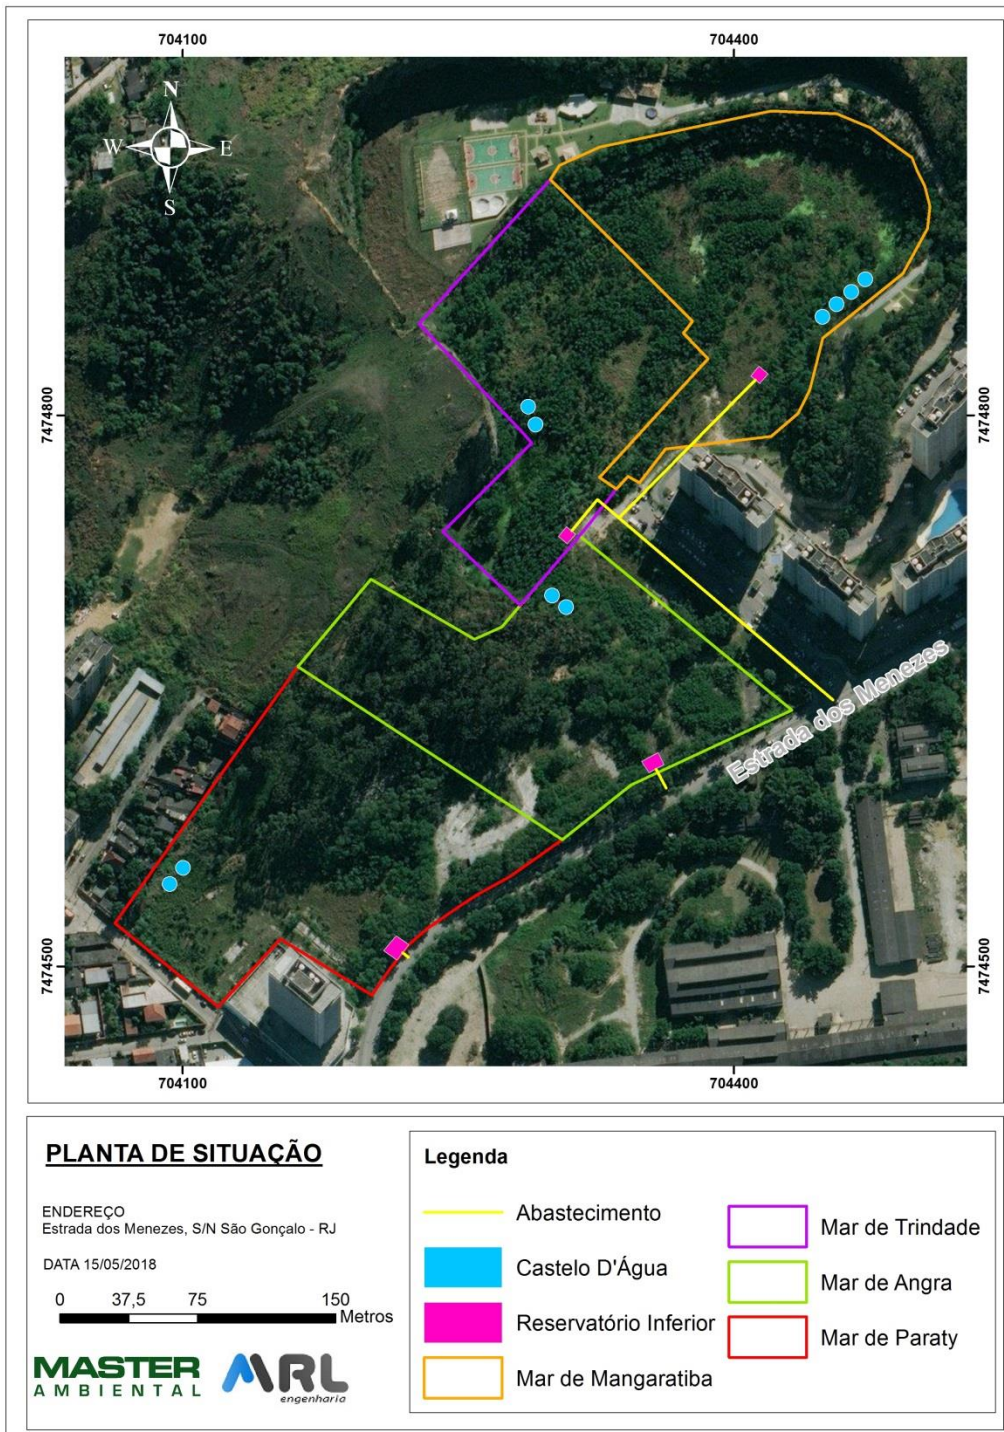 704100
704400
N
W
E
S
7474800
7474800
Estrada dos Menezes
7474500
7474500
704100
704400
PLANTA DE SITUAÇÃO
ENDEREÇO
Estrada dos Menezes, S/N São Gonçalo - RJ
DATA 15/05/2018
0 37,5 75 150
Metros
MASTER
AMBIENTAL
MRL
engenharia
Legenda
Abastecimento
Castelo D'Água
Reservatório Inferior
Mar de Mangaratiba
Mar de Trindade
Mar de Angra
Mar de Paraty